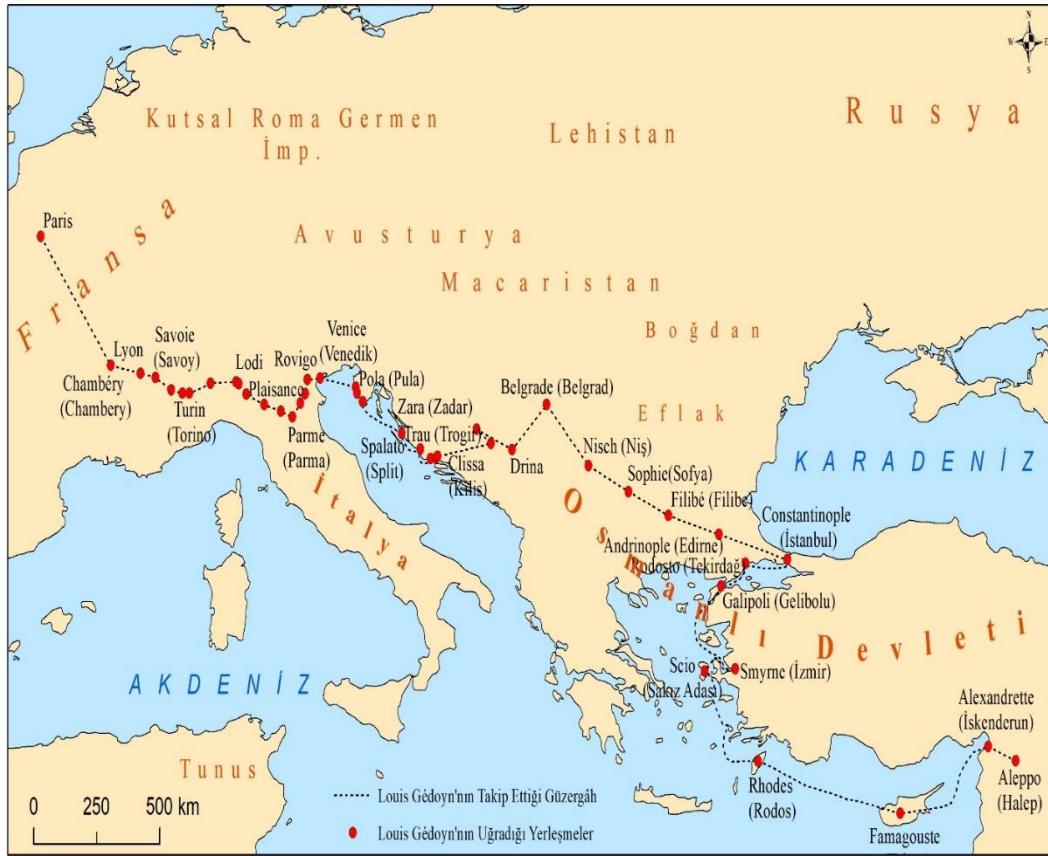 N
W
E
S
Kutsal Roma Germen
İmp.
Lehistan
Rusya
Paris
Fransa
Avusturya
Macaristan
Boğdan
Eflak
Lyon
Chambéry
(Chambery)
Savoie
(Savoy)
Turin
(Torino)
Lodi
Plaisance
Parme
(Parma)
Rovigo
Venice
(Venedik)
Pola (Pula)
Zara (Zadar)
Trau (Trogir)
Spalato
(Split)
Clissa
(Kilis)
Drina
Belgrade (Belgrad)
Nisch (Niş)
Sophie(Sofya)
Filibé (Filibe)
Andrinople (Edirne)
Rodosto (Tekirdağ)
Constantinople
(İstanbul)
Galipoli (Gelibolu)
KARADENİZ
İtalya
Osmanlı Devleti
AKDENİZ
Scio
(Sakız Adası)
Smyrne (İzmir)
Alexandrette
(İskenderun)
Aleppo
(Halep)
Rhodes
(Rodos)
Famagouste
Tunus
0 250 500 km
Louis Gédoyn'nın Takip Ettiği Güzergâh
Louis Gédoyn'nın Uğradığı Yerleşmeler